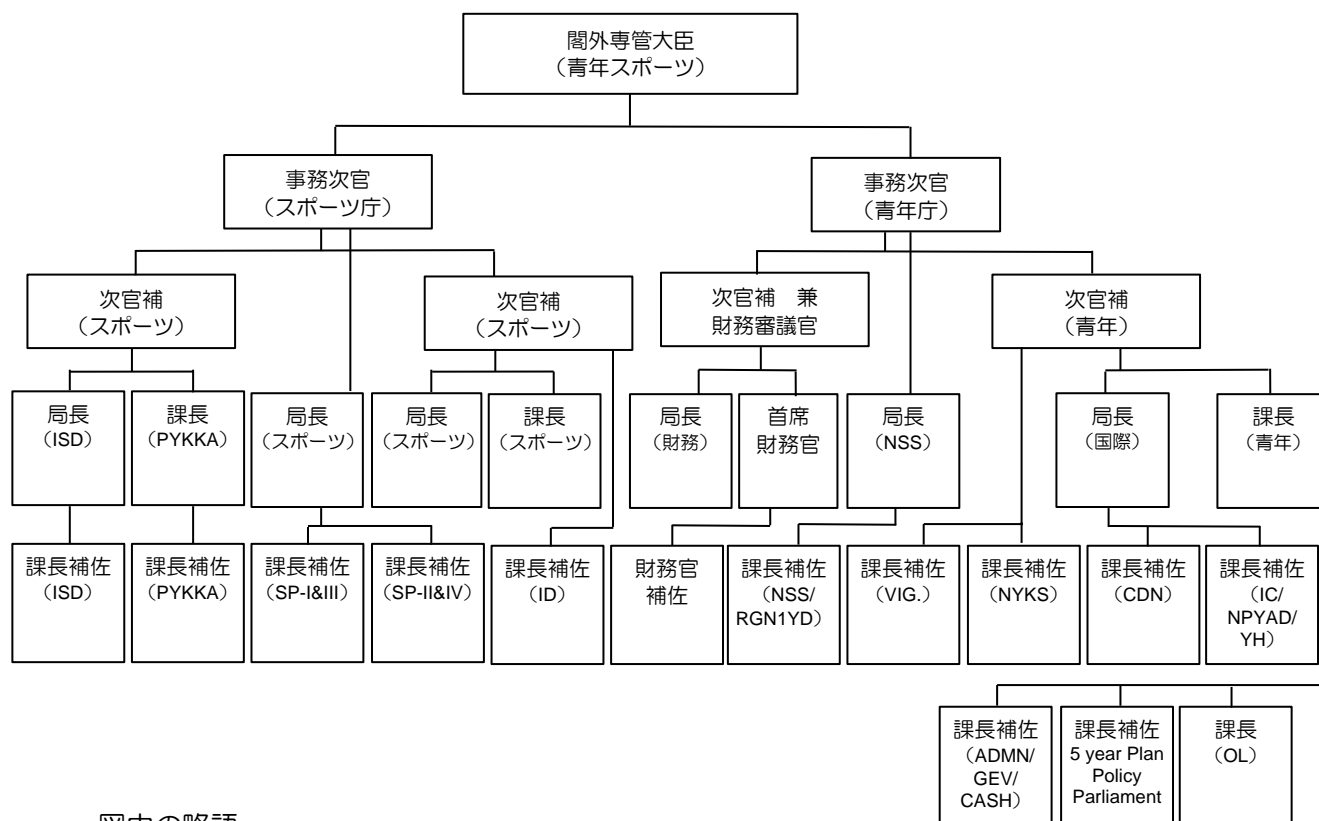 閣外専管大臣
（青年スポーツ）
事務次官
（スポーツ庁）
事務次官
（青年庁）
次官補
（スポーツ）
次官補
（スポーツ）
次官補　兼
財務審議官
次官補
（青年）
局長
（ISD）
課長
（PYKKA）
局長
（スポーツ）
局長
（スポーツ）
課長
（スポーツ）
局長
（財務）
首席
財務官
局長
（NSS）
局長
（国際）
課長
（青年）
課長補佐
（ISD）
課長補佐
（PYKKA）
課長補佐
（SP-I&III）
課長補佐
（SP-II&IV）
課長補佐
（ID）
財務官
補佐
課長補佐
（NSS/
RGN1YD）
課長補佐
（VIG.）
課長補佐
（NYKS）
課長補佐
（CDN）
課長補佐
（IC/
NPYAD/
YH）
課長補佐
（ADMN/
GEV/
CASH）
課長補佐
5 year Plan
Policy
Parliament
課長
（OL）